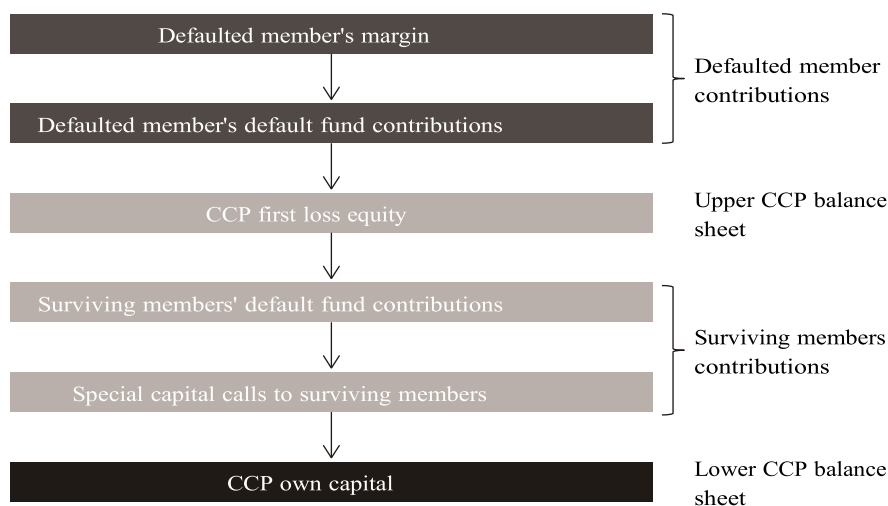 Defaulted member's margin
Defaulted member
contributions
Defaulted member's default fund contributions
CCP first loss equity
Upper CCP balance
sheet
Surviving members' default fund contributions
Surviving members
contributions
Special capital calls to surviving members
CCP own capital
Lower CCP balance
sheet